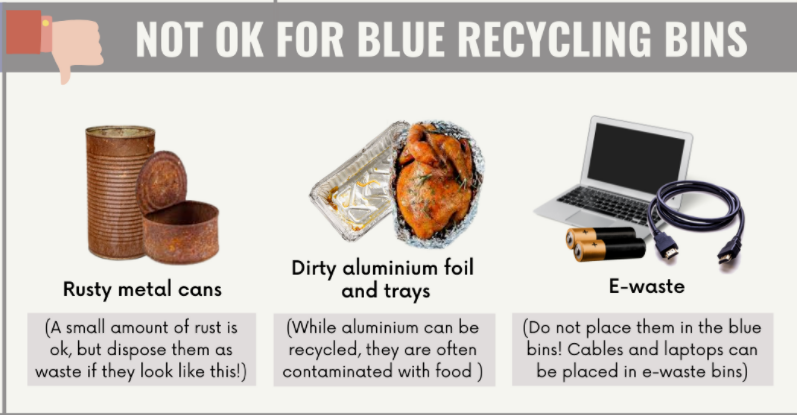 NOT OK FOR BLUE RECYCLING BINS
Rusty metal cans
(A small amount of rust is
ok, but dispose them as
waste if they look like this!)
Dirty aluminium foil
and trays
(While aluminium can be
recycled, they are often
contaminated with food )
E-waste
(Do not place them in the blue
bins! Cables and laptops can
be placed in e-waste bins)